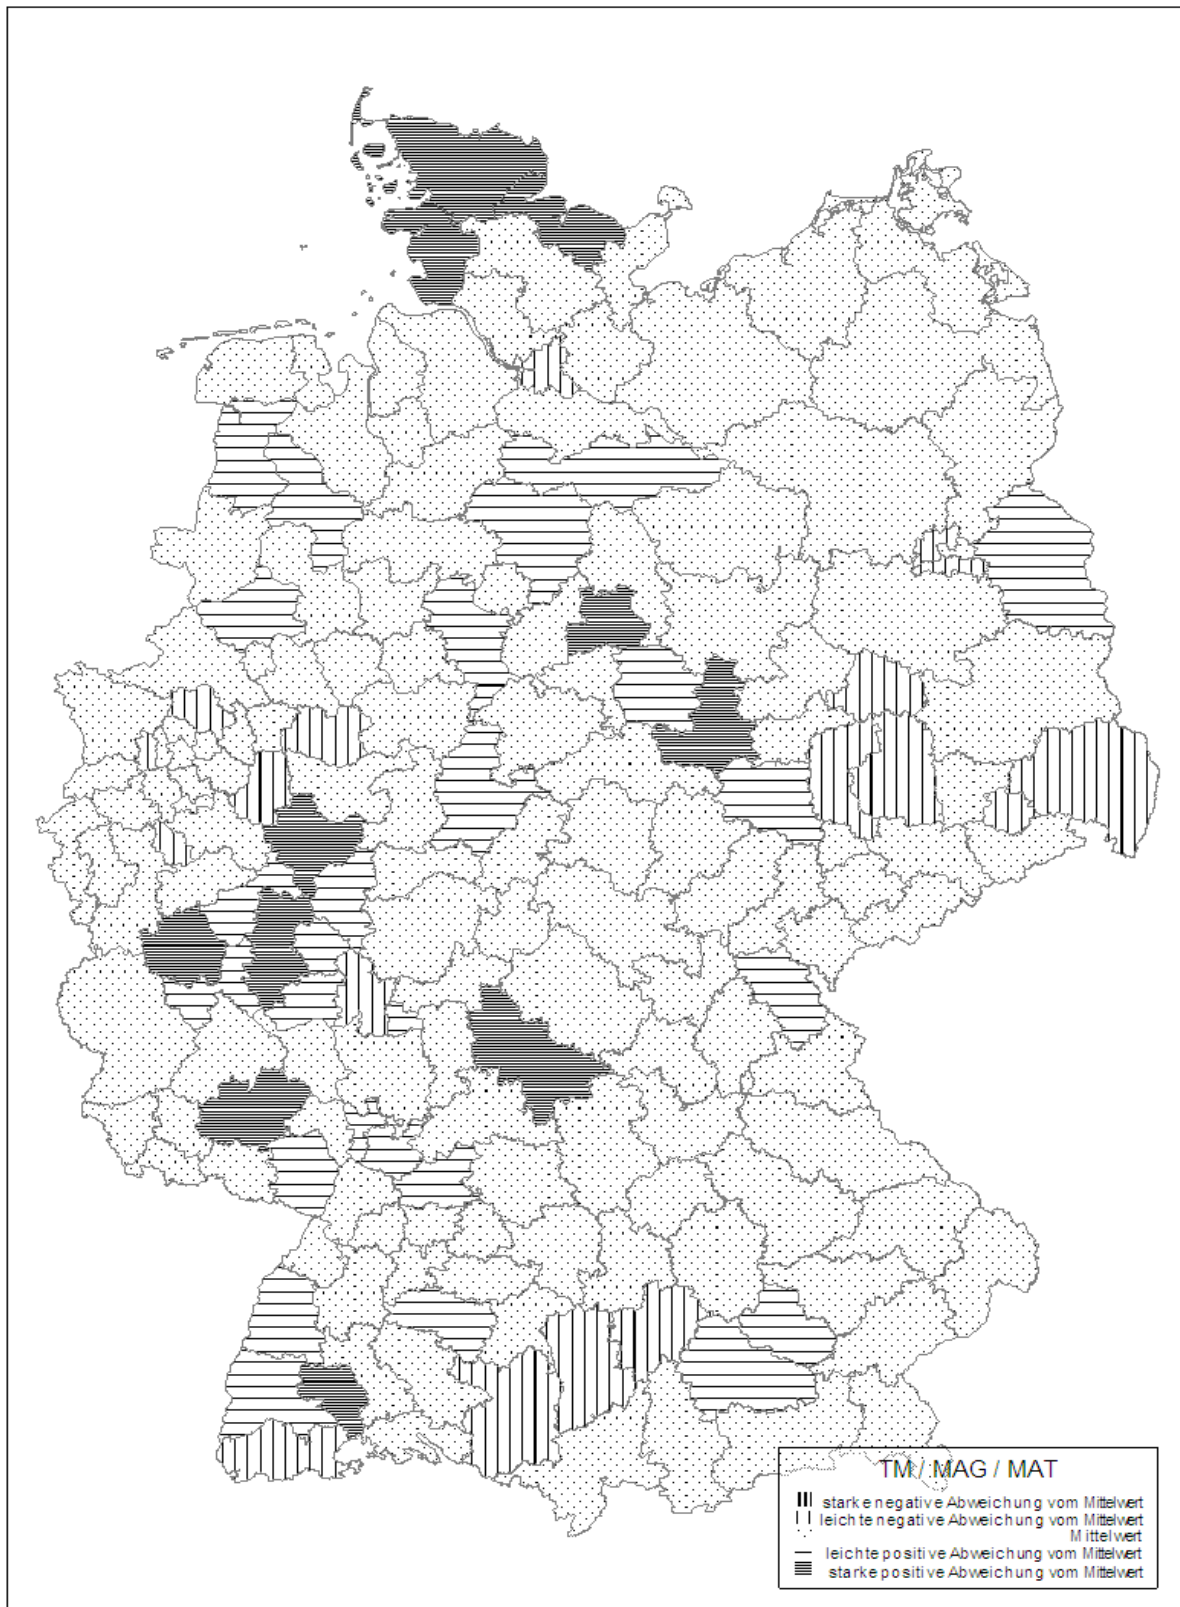 TM / MAG / MAT
starke negative Abweichung vom Mittelwert
leichte negative Abweichung vom Mittelwert
Mittelwert
leichte positive Abweichung vom Mittelwert
starke positive Abweichung vom Mittelwert